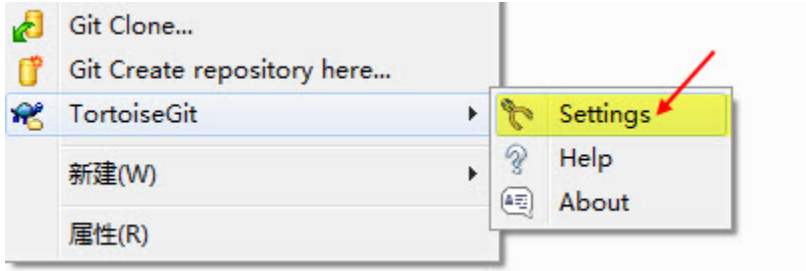 Git Clone...
Git Create repository here...
TortoiseGit
新建(W)
属性(R)
Settings
Help
About